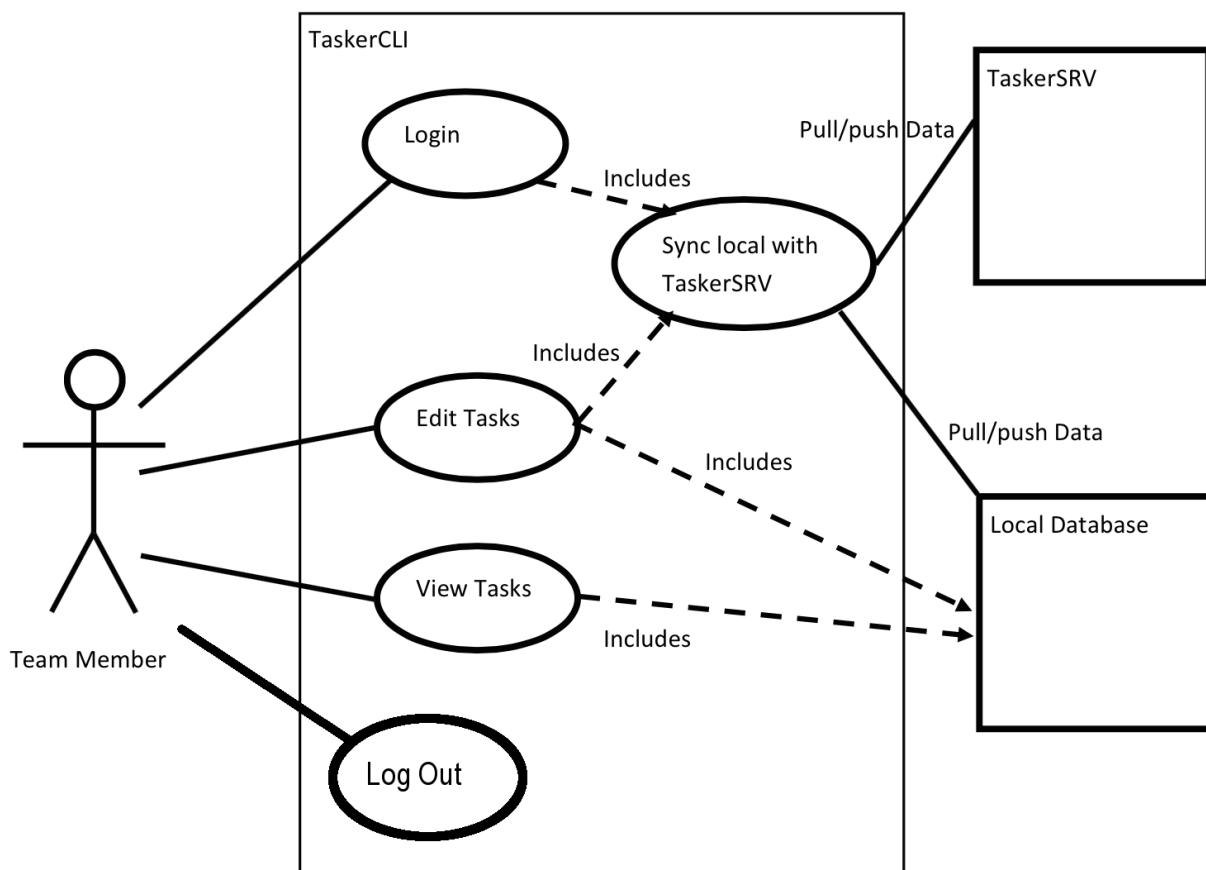 TaskerCLI
TaskerSRV
Login
Pull/push Data
Includes
Sync local with
TaskerSRV
Includes
Edit Tasks
Pull/push Data
Includes
Local Database
View Tasks
Includes
Team Member
Log Out